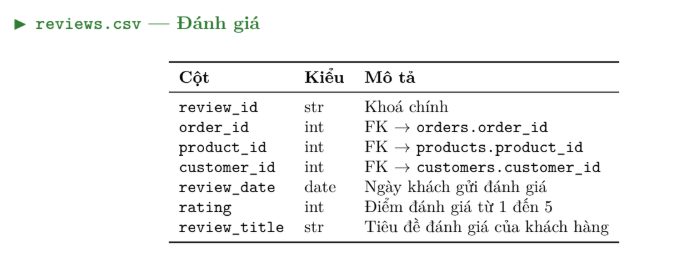 ▶ reviews.csv — Đánh giá
Cột Kiểu Mô tả
review_id str Khoá chính
order_id int FK → orders.order_id
product_id int FK → products.product_id
customer_id int FK → customers.customer_id
review_date date Ngày khách gửi đánh giá
rating int Điểm đánh giá từ 1 đến 5
review_title str Tiêu đề đánh giá của khách hàng